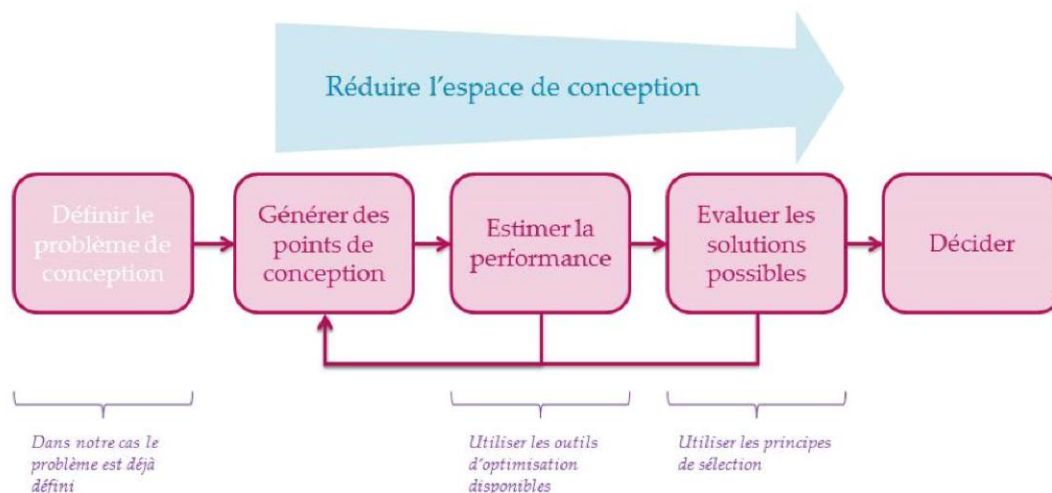 Réduire l'espace de conception
Définir le
problème de
conception
Générer des
points de
conception
Estimer la
performance
Evaluer les
solutions
possibles
Décider
Dans notre cas le
problème est déjà
défini
Utiliser les outils
d'optimisation
disponibles
Utiliser les principes
de sélection